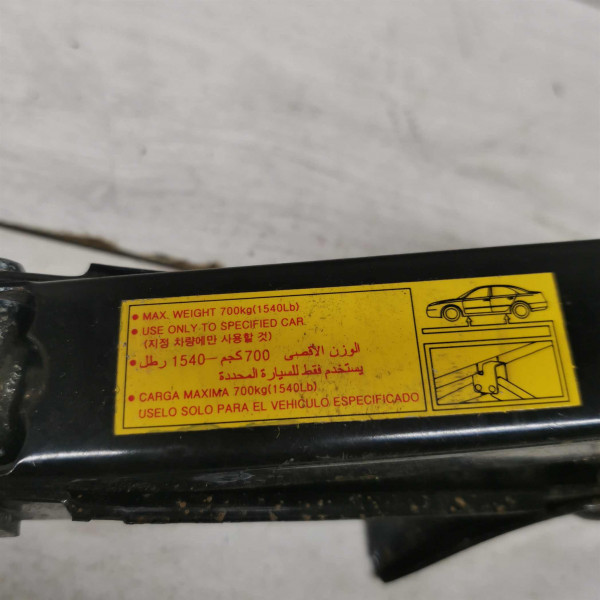 • MAX. WEIGHT 700kg(1540Lb)
• USE ONLY TO SPECIFIED CAR.
(지정 차량에만 사용할 것)
• الوزن الأقصى 700كجم –1540 رطل
يستخدم فقط للسيارة المحددة
• CARGA MAXIMA 700kg(1540Lb)
USELO SOLO PARA EL VEHICULO ESPECIFICADO